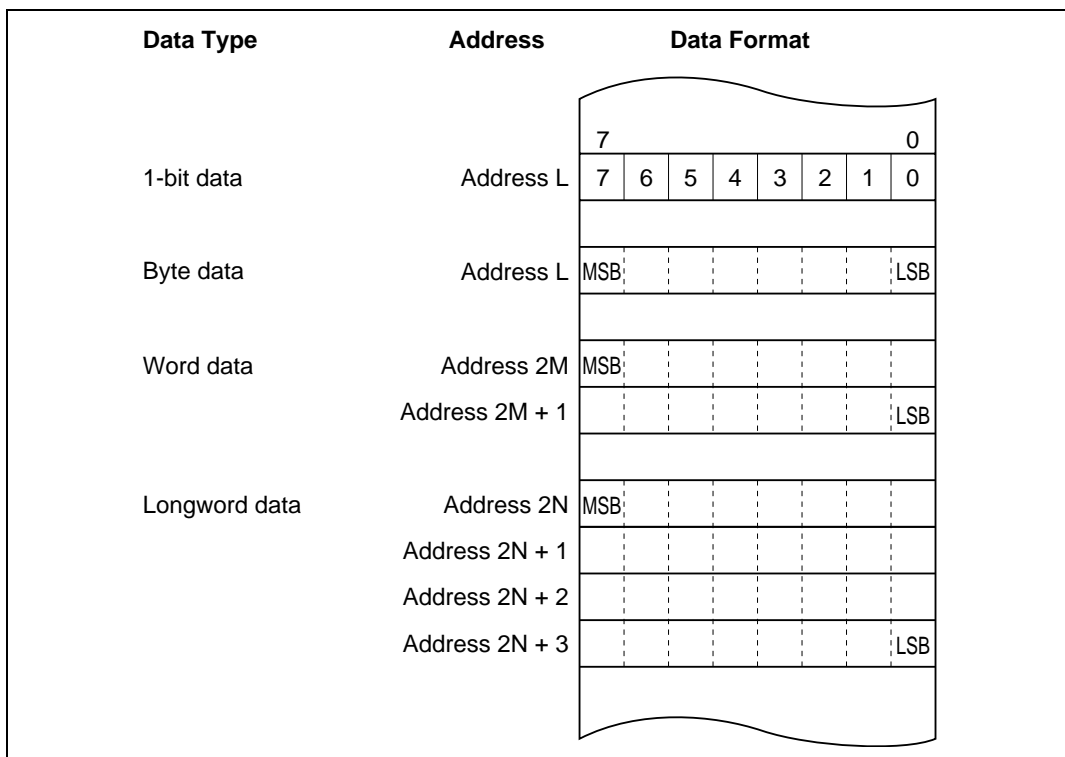 Data Type Address Data Format
7 0
1-bit data Address L 7 6 5 4 3 2 1 0
Byte data Address L MSB LSB
Word data Address 2M MSB
Address 2M + 1 LSB
Longword data Address 2N MSB
Address 2N + 1
Address 2N + 2
Address 2N + 3 LSB